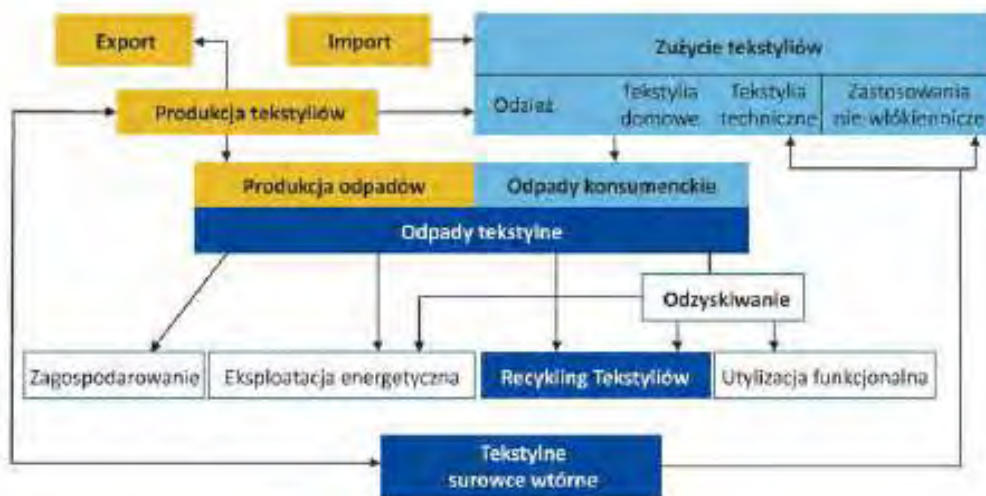 Export
Import
Zużycie tekstyliów
Produkcja tekstyliów
Odzież
Tekstylia
domowe
Tekstylia
techniczne
Zastosowania
nie-włókiennicze
Produkcja odpadów
Odpady konsumenckie
Odpady tekstylne
Odzyskiwanie
Zagospodarowanie
Eksploatacja energetyczna
Recykling Tekstyliów
Utylizacja funkcjonalna
Tekstylne
surowce wtórne